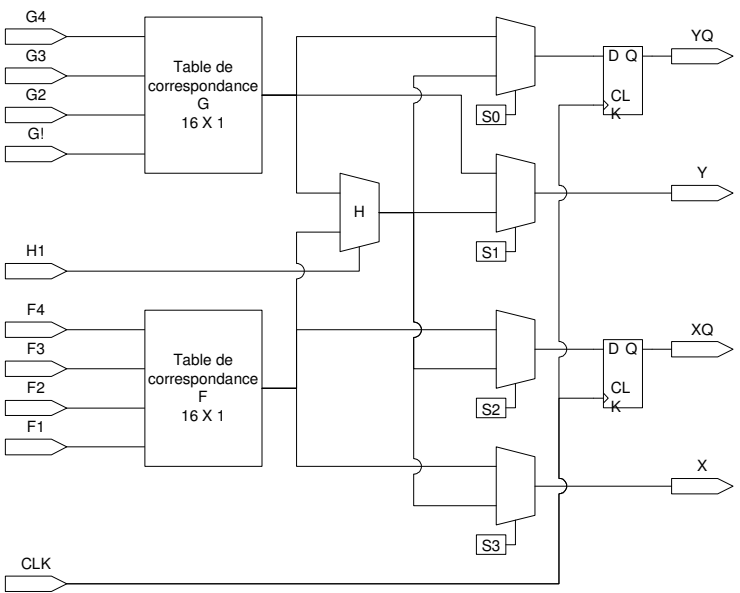 G4
G3
G2
G!
Table de
correspondance
G
16 X 1
S0
D Q
CL
K
YQ
H
S1
Y
H1
F4
F3
F2
F1
Table de
correspondance
F
16 X 1
S2
D Q
CL
K
XQ
S3
X
CLK